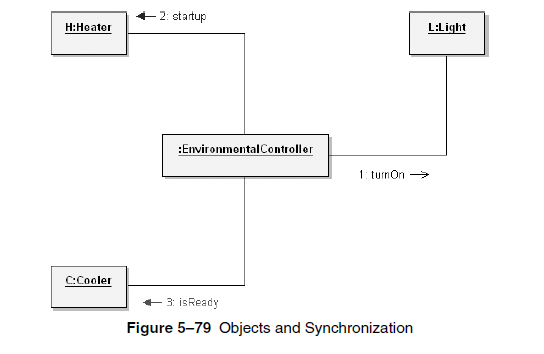 2: startup
H:Heater
L:Light
:EnvironmentalController
1: turnOn
C:Cooler
3: isReady
Figure 5–79 Objects and Synchronization